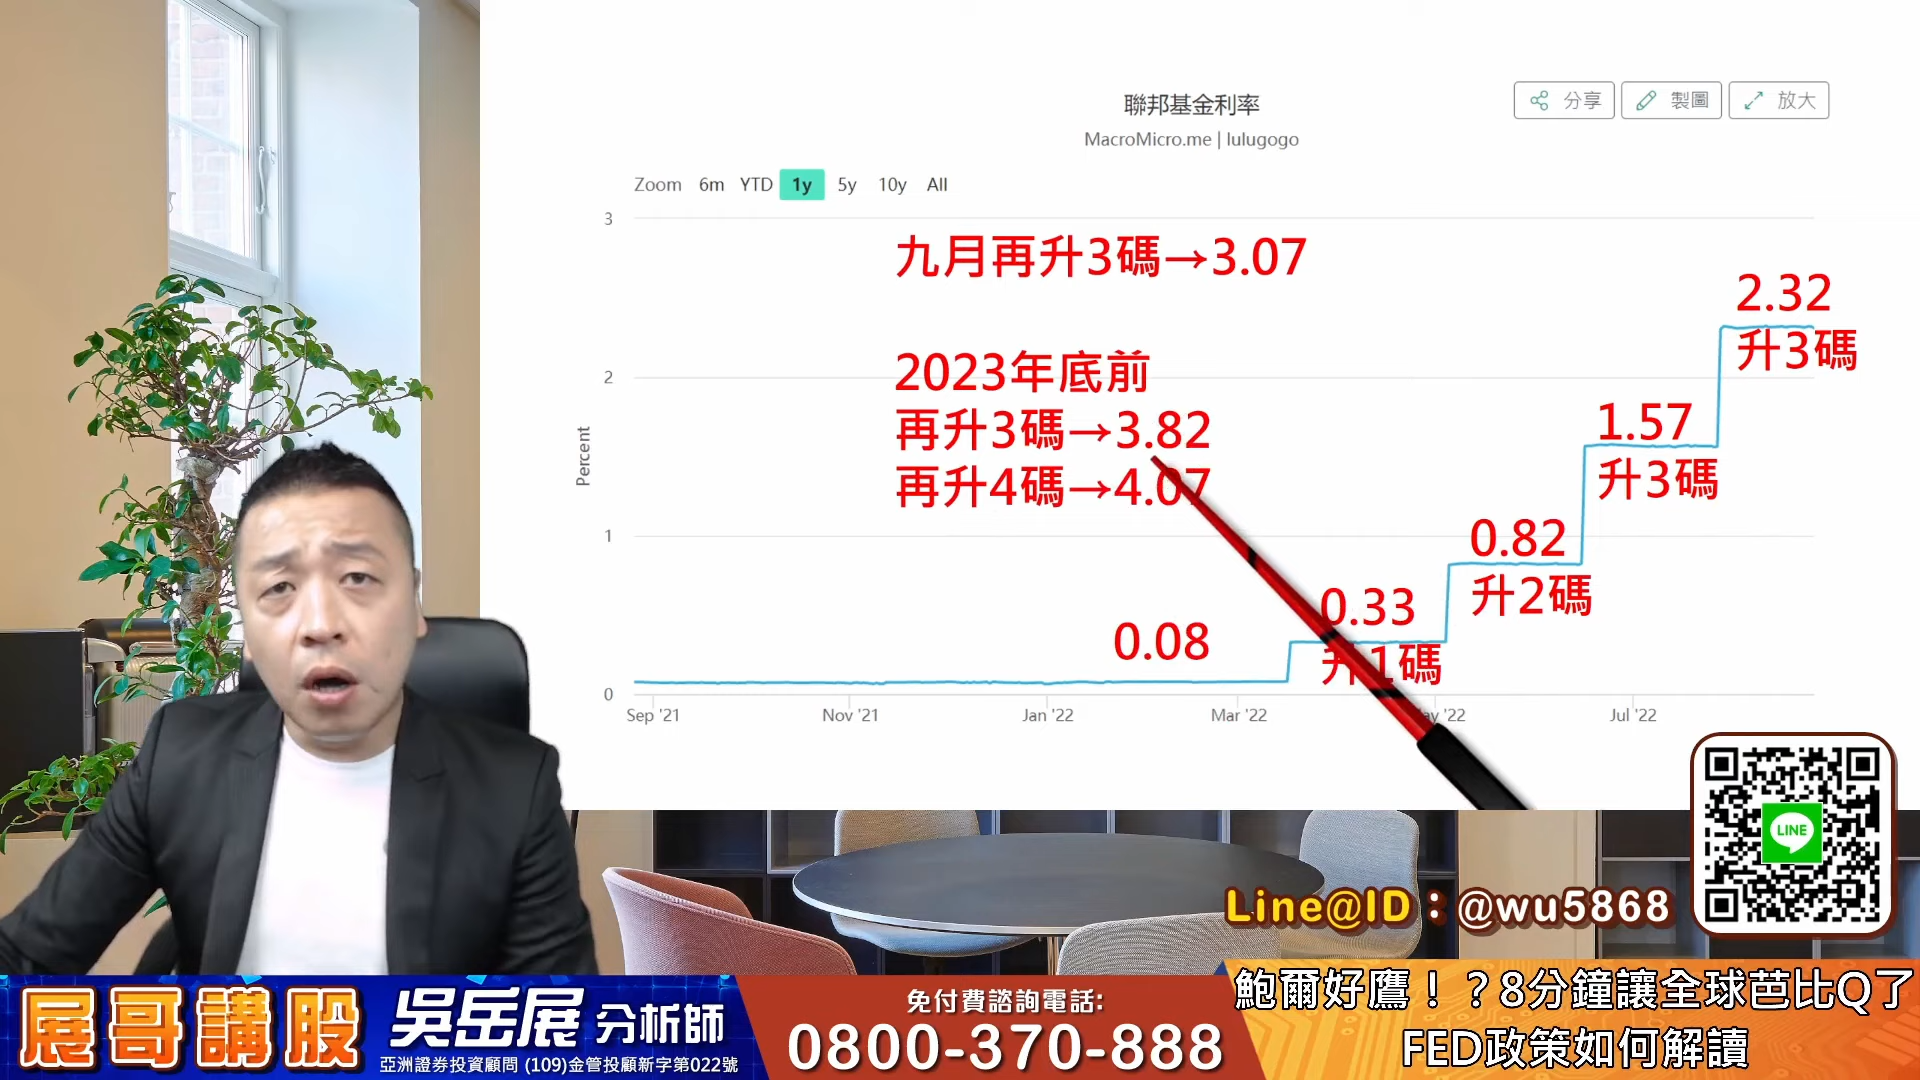 聯邦基金利率
MacroMicro.me | lulugogo
分享
製圖
放大
Zoom 6m YTD 1y 5y 10y All
3
2
1
0
Percent
九月再升3碼→3.07
2023年底前
再升3碼→3.82
再升4碼→4.07
0.08
0.33
升1碼
0.82
升2碼
1.57
升3碼
2.32
升3碼
Sep '21
Nov '21
Jan '22
Mar '22
'22
Jul '22
LINE
Line@ID：@wu5868
展哥講股
吳岳展 分析師
亞洲證券投資顧問 (109)金管投顧新字第022號
免付費諮詢電話:
0800-370-888
鮑爾好鷹！？8分鐘讓全球芭比Q了
FED政策如何解讀